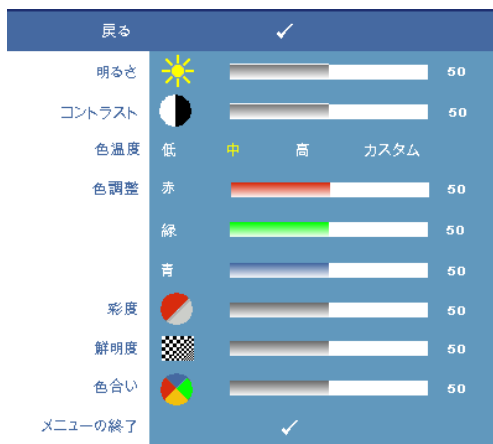 戻る
明るさ 50
コントラスト 50
色温度 低 中 高 カスタム
色調整 赤 50
緑 50
青 50
彩度 50
鮮明度 50
色合い 50
メニューの終了